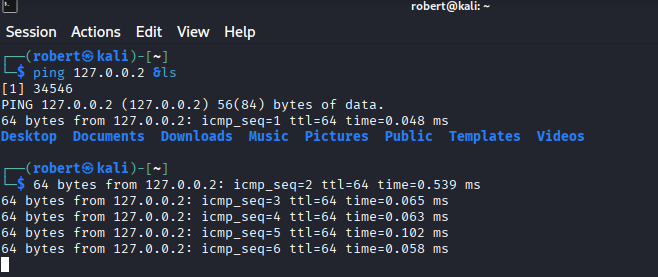 robert@kali: ~
Session Actions Edit View Help
┌──(robert㉿kali)-[~]
└─$ ping 127.0.0.2 &ls
[1] 34546
PING 127.0.0.2 (127.0.0.2) 56(84) bytes of data.
64 bytes from 127.0.0.2: icmp_seq=1 ttl=64 time=0.048 ms
Desktop Documents Downloads Music Pictures Public Templates Videos
┌──(robert㉿kali)-[~]
└─$ 64 bytes from 127.0.0.2: icmp_seq=2 ttl=64 time=0.539 ms
64 bytes from 127.0.0.2: icmp_seq=3 ttl=64 time=0.065 ms
64 bytes from 127.0.0.2: icmp_seq=4 ttl=64 time=0.063 ms
64 bytes from 127.0.0.2: icmp_seq=5 ttl=64 time=0.102 ms
64 bytes from 127.0.0.2: icmp_seq=6 ttl=64 time=0.058 ms